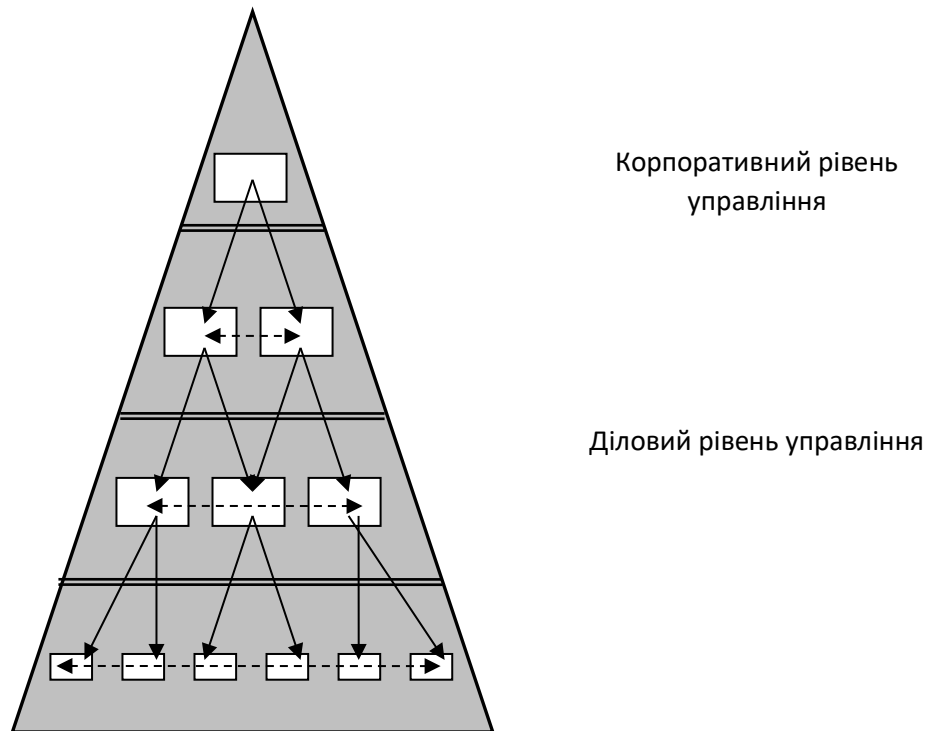 Корпоративний рівень
управління
Діловий рівень управління